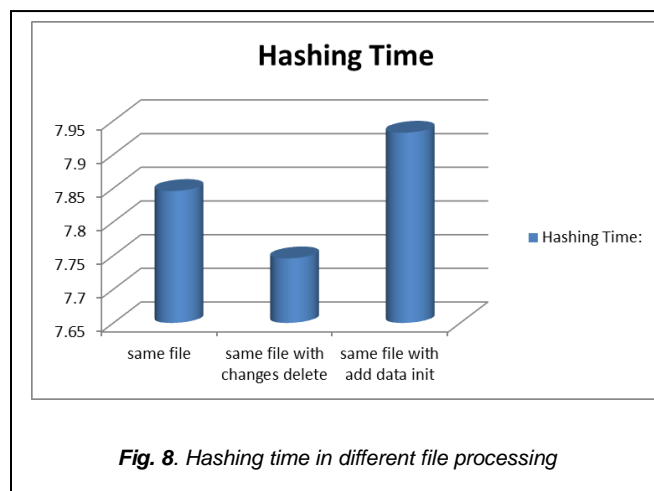 Hashing Time
7.95
7.9
7.85
7.8
7.75
7.7
7.65
same file
same file with
changes delete
same file with
add data init
Hashing Time:
Fig. 8. Hashing time in different file processing